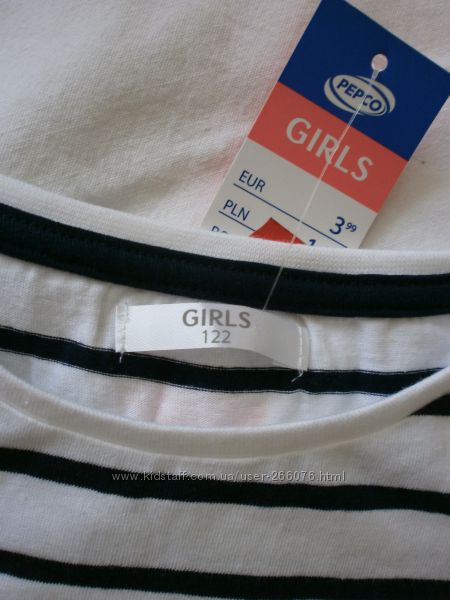 PEPCO
GIRLS
EUR 3.99
PLN
GIRLS
122
www.kidstaff.com.ua/user-266076.html